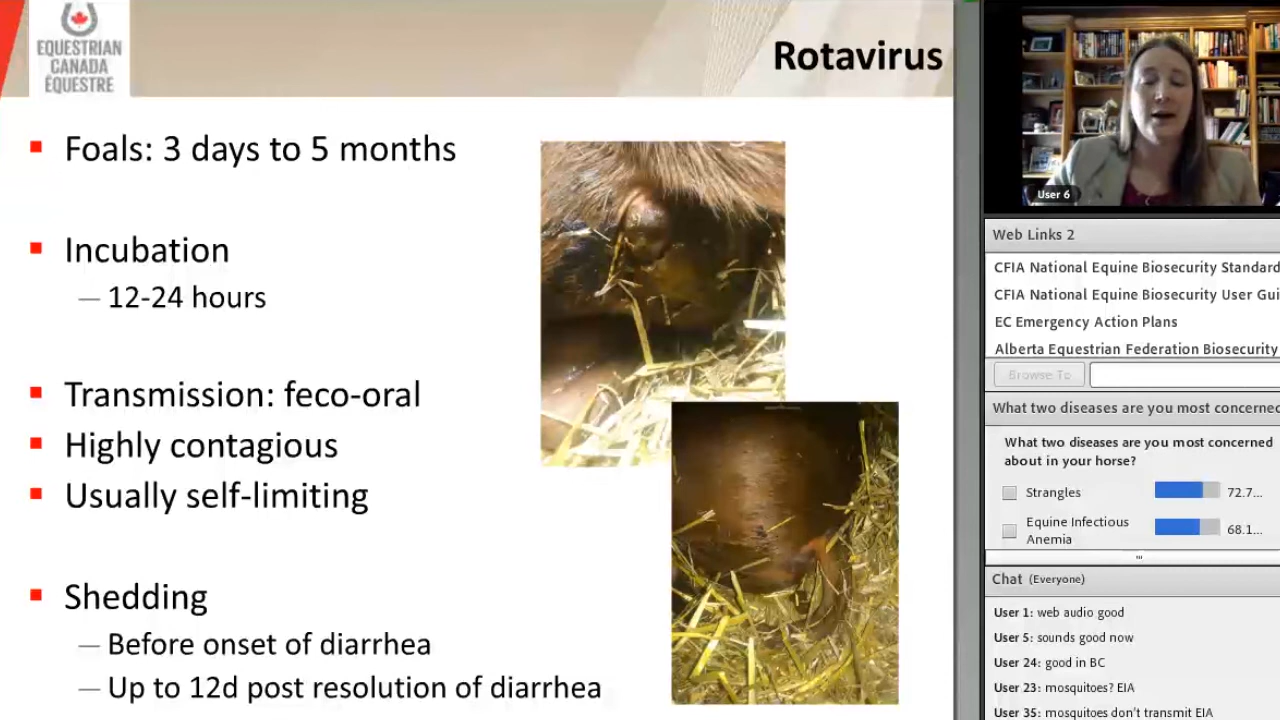 EQUESTRIAN
CANADA
ÉQUESTRE
Rotavirus
Foals: 3 days to 5 months
Incubation
— 12-24 hours
Transmission: feco-oral
Highly contagious
Usually self-limiting
Shedding
— Before onset of diarrhea
— Up to 12d post resolution of diarrhea
User 6
Web Links 2
CFIA National Equine Biosecurity Standard
CFIA National Equine Biosecurity User Gui
EC Emergency Action Plans
Alberta Equestrian Federation Biosecurity
Browse To
What two diseases are you most concerned
What two diseases are you most concerned
about in your horse?
Strangles 72.7...
Equine Infectious
Anemia 68.1...
Chat (Everyone)
User 1: web audio good
User 5: sounds good now
User 24: good in BC
User 23: mosquitoes? EIA
User 35: mosquitoes don't transmit EIA